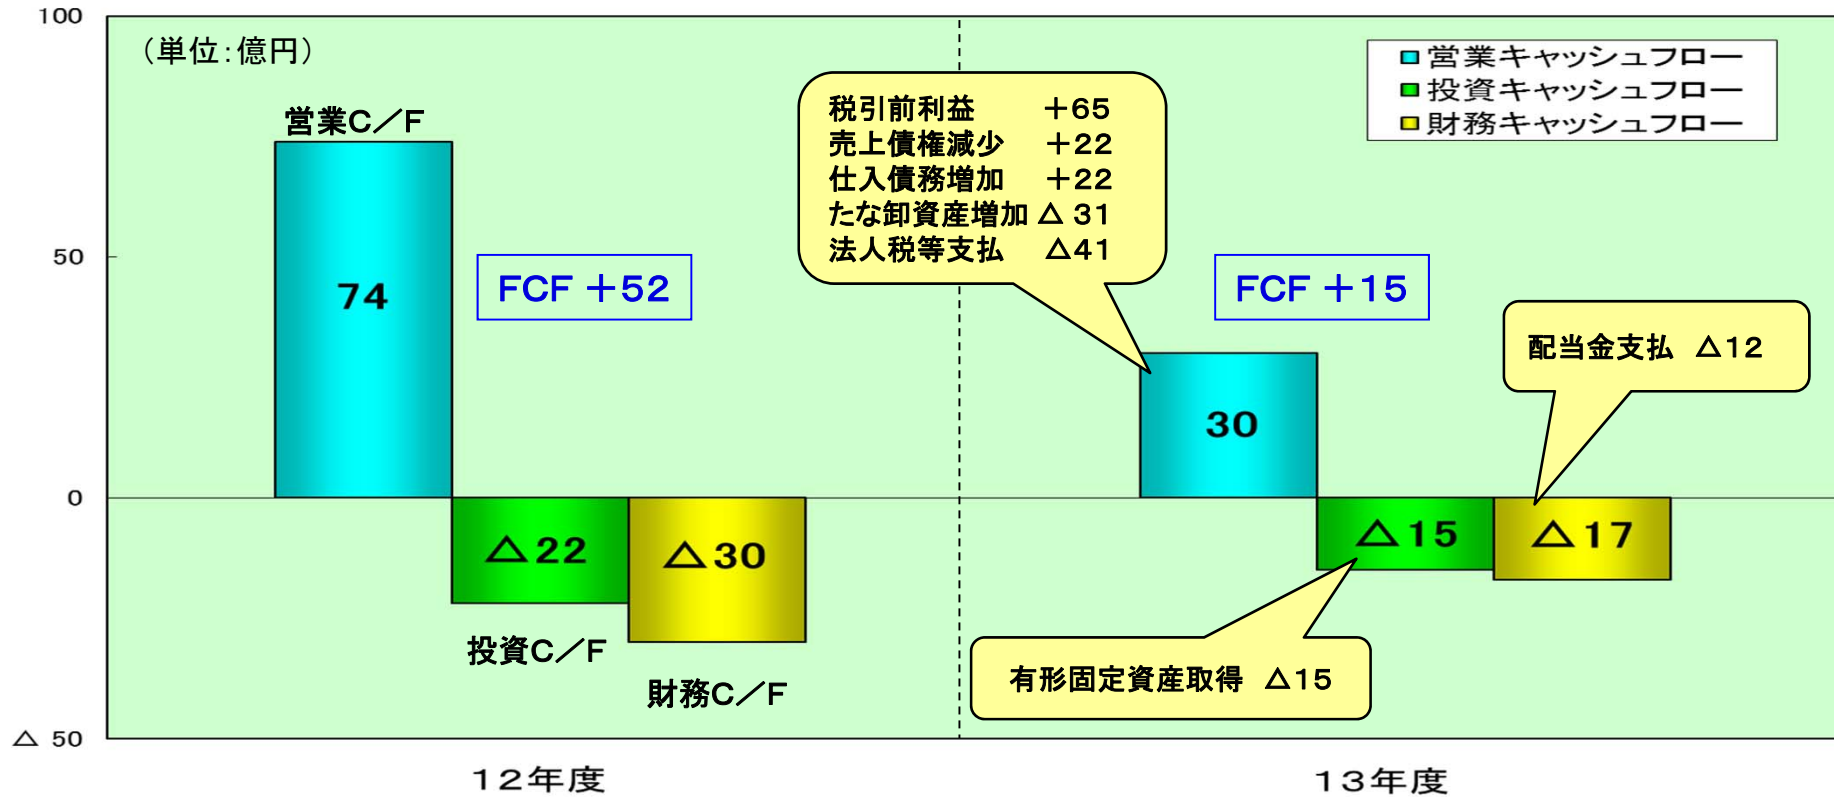 100
(単位:億円)
営業キャッシュフロー
投資キャッシュフロー
財務キャッシュフロー
営業C/F
税引前利益 +65
売上債権減少 +22
仕入債務増加 +22
たな卸資産増加 △ 31
法人税等支払 △41
50
74
FCF +52
FCF +15
配当金支払 △12
30
0
△22
△30
△15
△17
投資C/F
財務C/F
有形固定資産取得 △15
△ 50
12年度
13年度